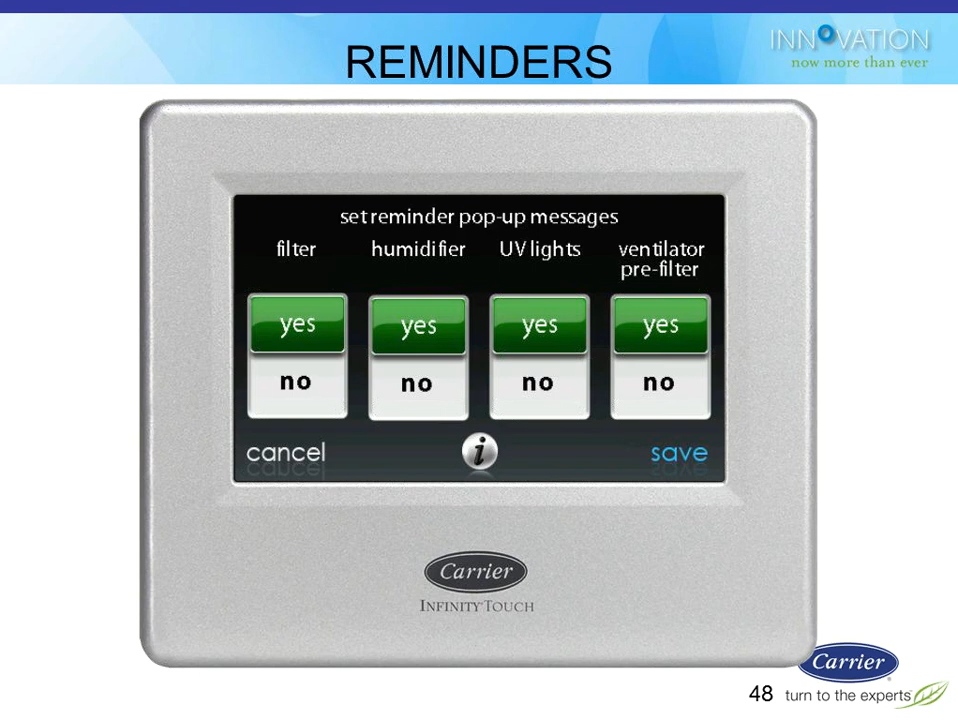 REMINDERS
INNOVATION
now more than ever
set reminder pop-up messages
filter humidifier UV lights ventilator
pre-filter
yes yes yes yes
no no no no
cancel i save
Carrier
INFINITY TOUCH
Carrier
48 turn to the experts